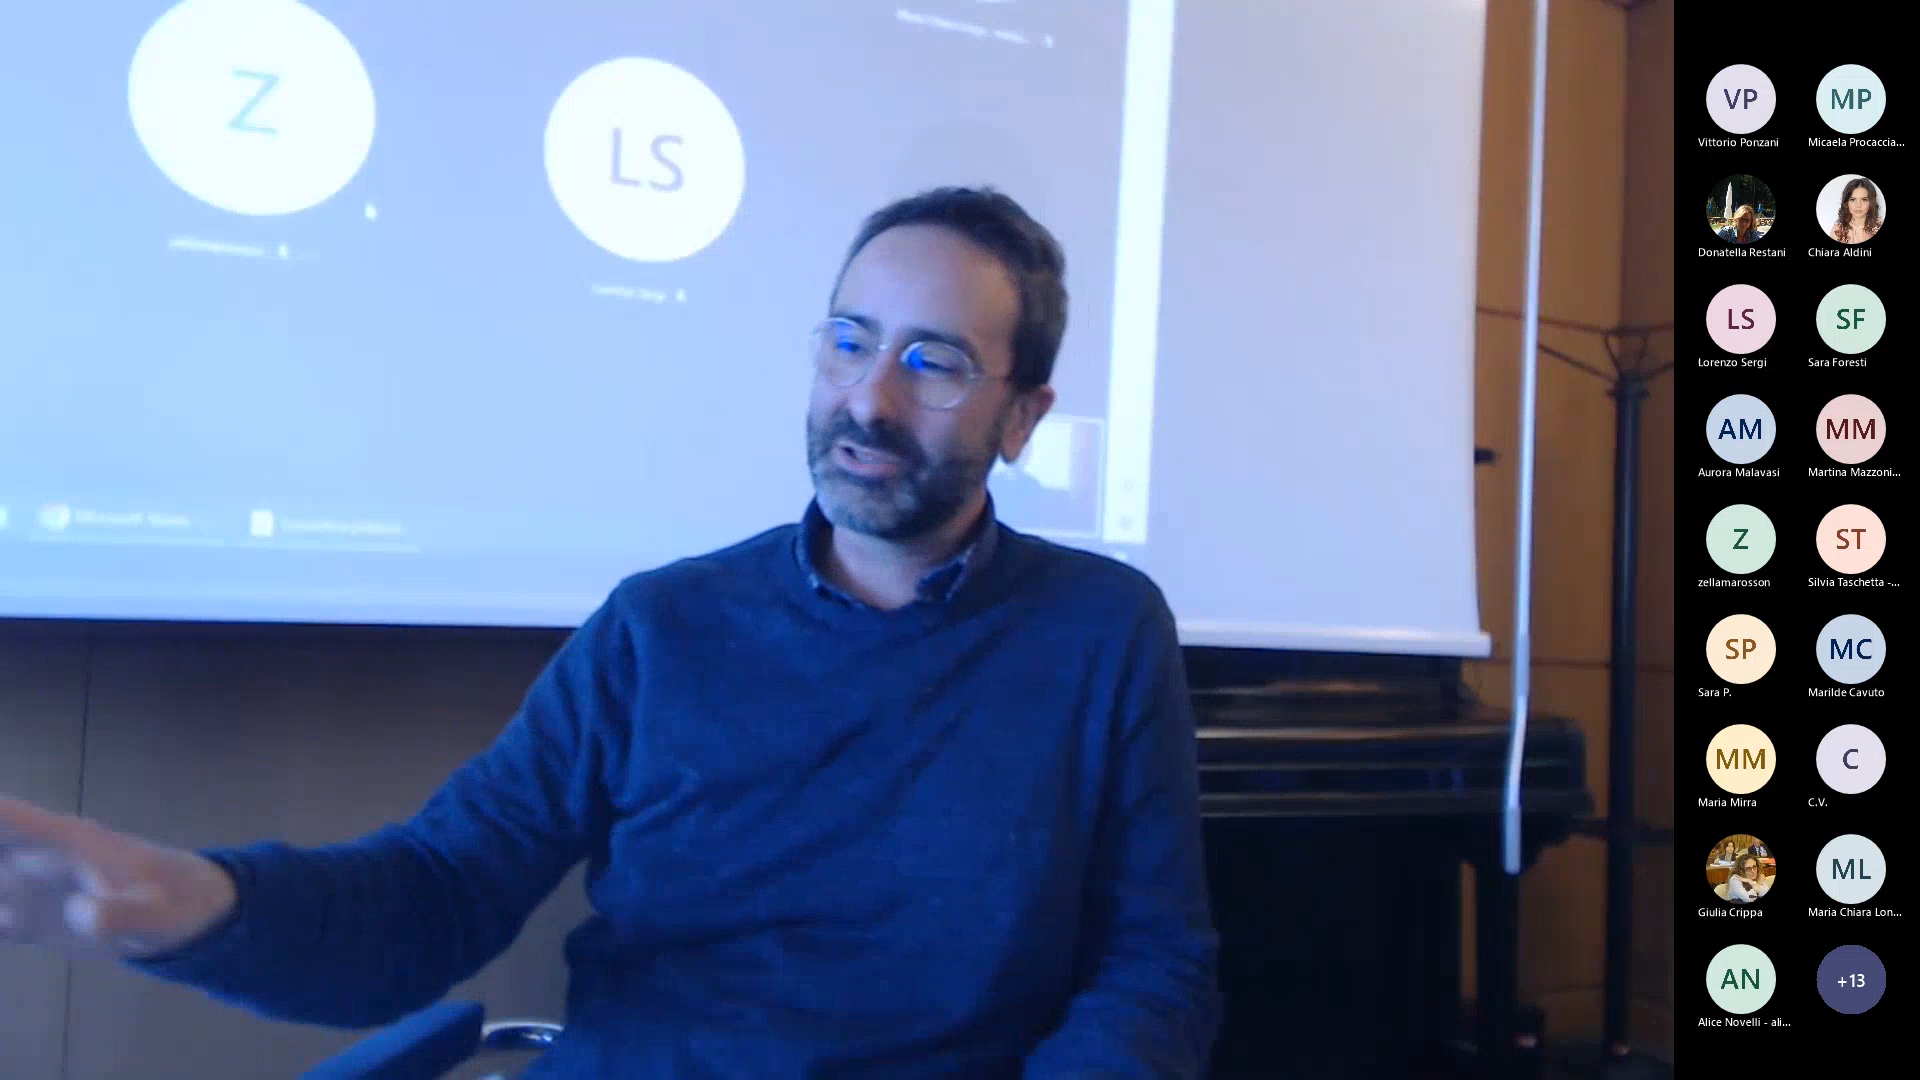 Z
LS
VP
MP
Vittorio Ponzani
Micaela Procaccia...
Donatella Restani
Chiara Aldini
LS
SF
Lorenzo Sergi
Sara Foresti
AM
MM
Aurora Malavasi
Martina Mazzoni...
Z
ST
zellamarosson
Silvia Taschetta -...
SP
MC
Sara P.
Marilde Cavuto
MM
C
Maria Mirra
C.V.
ML
Giulia Crippa
Maria Chiara Lon...
AN
+13
Alice Novelli - ali...